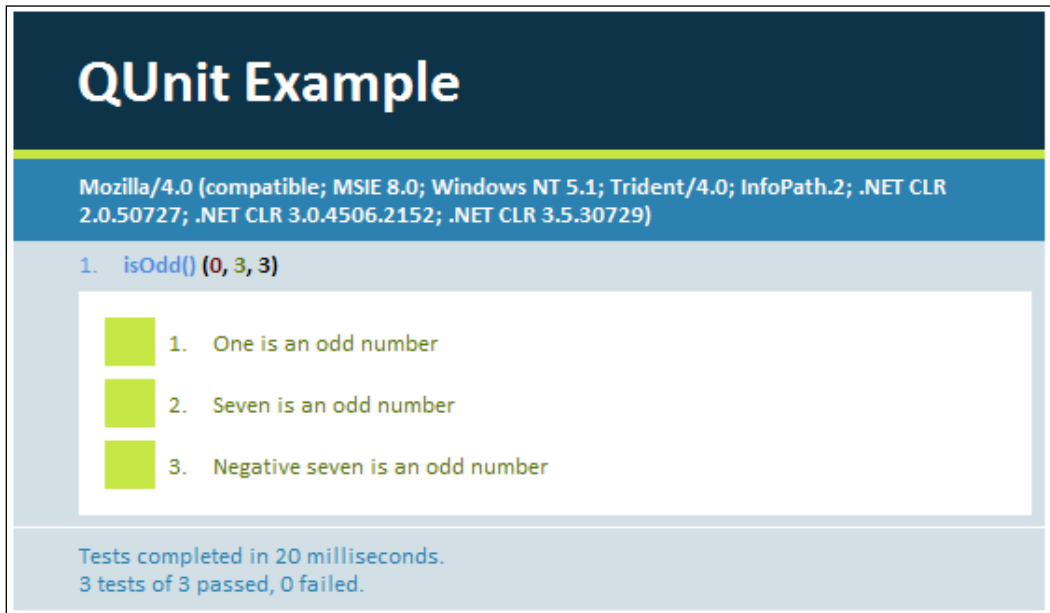 QUnit Example
Mozilla/4.0 (compatible; MSIE 8.0; Windows NT 5.1; Trident/4.0; InfoPath.2; .NET CLR
2.0.50727; .NET CLR 3.0.4506.2152; .NET CLR 3.5.30729)
1. isOdd() (0, 3, 3)
1. One is an odd number
2. Seven is an odd number
3. Negative seven is an odd number
Tests completed in 20 milliseconds.
3 tests of 3 passed, 0 failed.